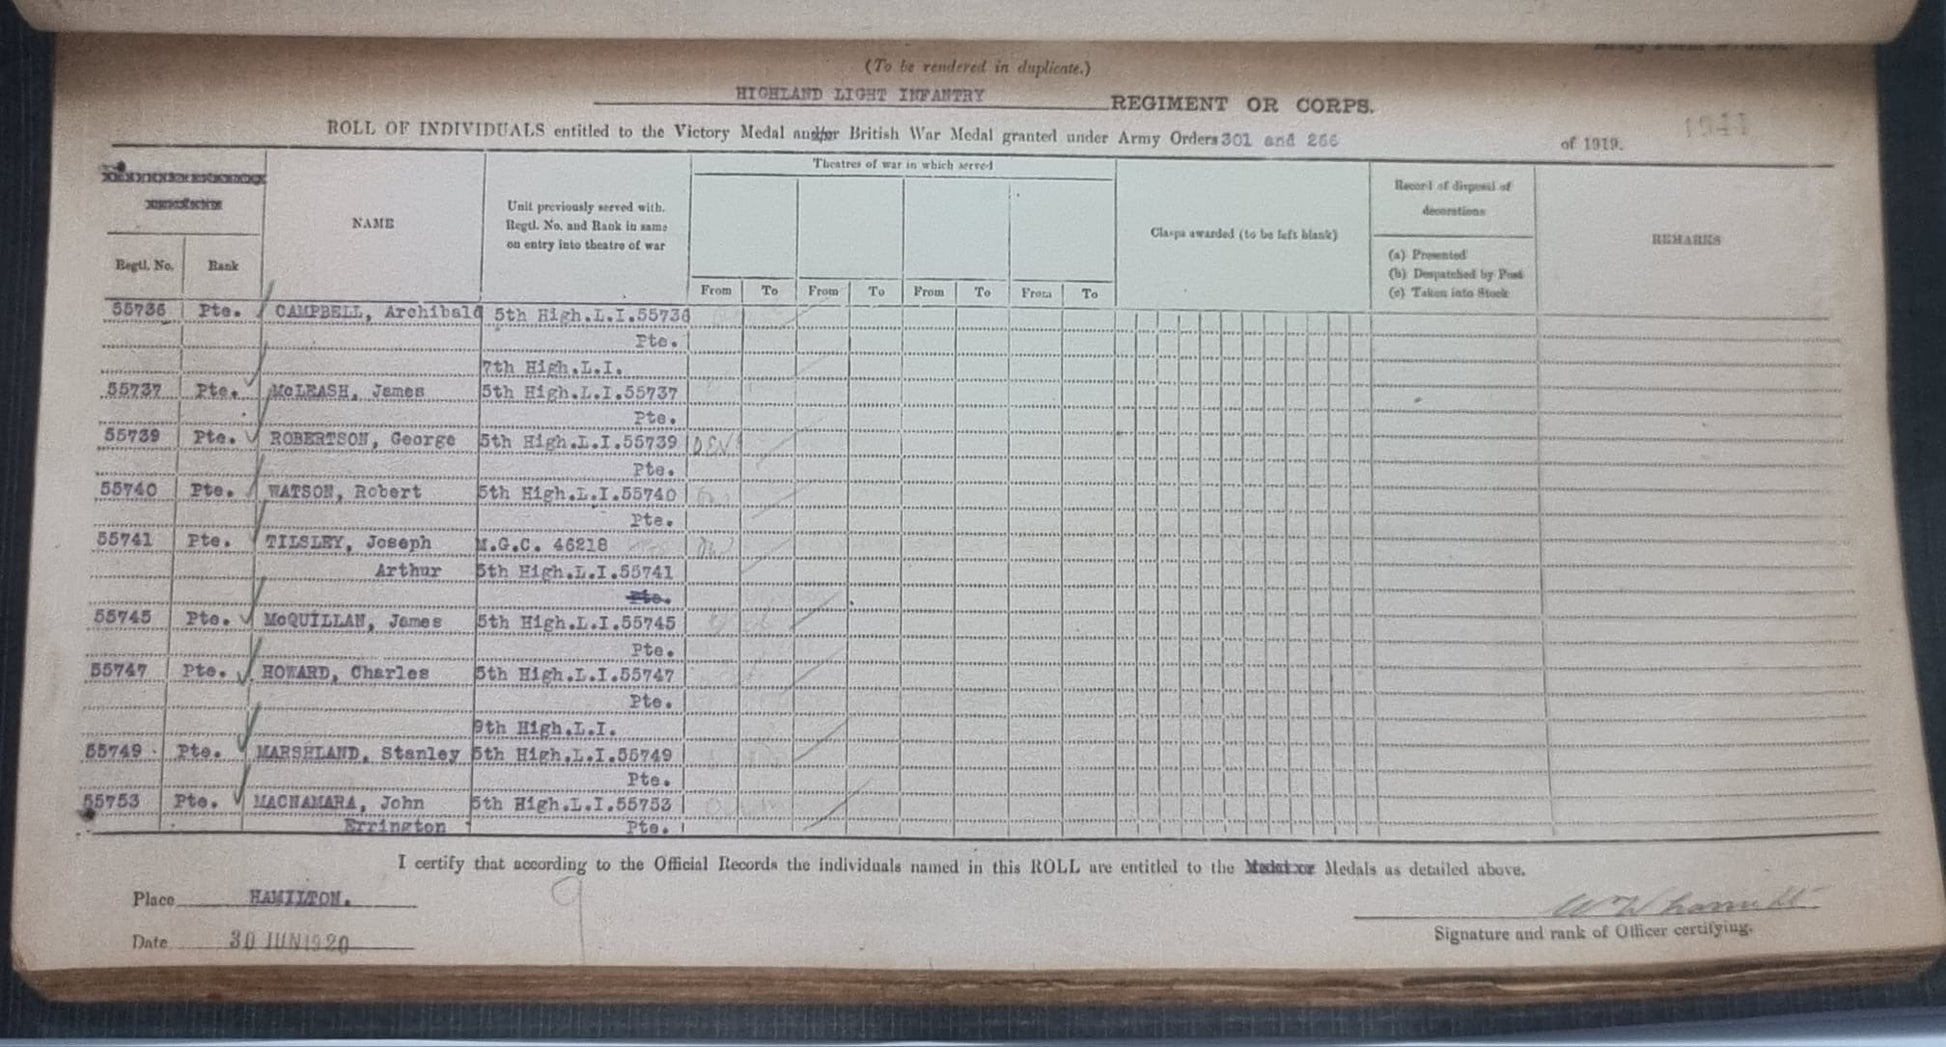 (To be rendered in duplicate.)
HIGHLAND LIGHT INFANTRY REGIMENT OR CORPS.
1941
ROLL OF INDIVIDUALS entitled to the Victory Medal and/or British War Medal granted under Army Orders 301 and 266 of 1919.
Theatres of war in which served
Record of disposal of
decorations
NAME
Unit previously served with.
Regtl. No. and Rank in same
on entry into theatre of war
Clasps awarded (to be left blank)
REMARKS
(a) Presented
(b) Despatched by Post
(c) Taken into Stock
Regtl. No. Rank
From To From To From To From To
55736 Pte. CAMPBELL, Archibald 5th High.L.I.55736
Pte.
7th High.L.I.
55737 Pte. McLEASH, James 5th High.L.I.55737
Pte.
55739 Pte. ROBERTSON, George 5th High.L.I.55739
Pte.
55740 Pte. WATSON, Robert 5th High.L.I.55740
Pte.
55741 Pte. TILSLEY, Joseph M.G.C. 46218
Arthur 5th High.L.I.55741
Pte.
55745 Pte. McQUILLAN, James 5th High.L.I.55745
Pte.
55747 Pte. HOWARD, Charles 5th High.L.I.55747
Pte.
9th High.L.I.
55749 Pte. MARSHLAND, Stanley 5th High.L.I.55749
Pte.
55753 Pte. MACNAMARA, John 5th High.L.I.55753
Errington Pte.
I certify that according to the Official Records the individuals named in this ROLL are entitled to the Medal or Medals as detailed above.
Place HAMILTON.
Date 30 JUN 1920
Signature and rank of Officer certifying.